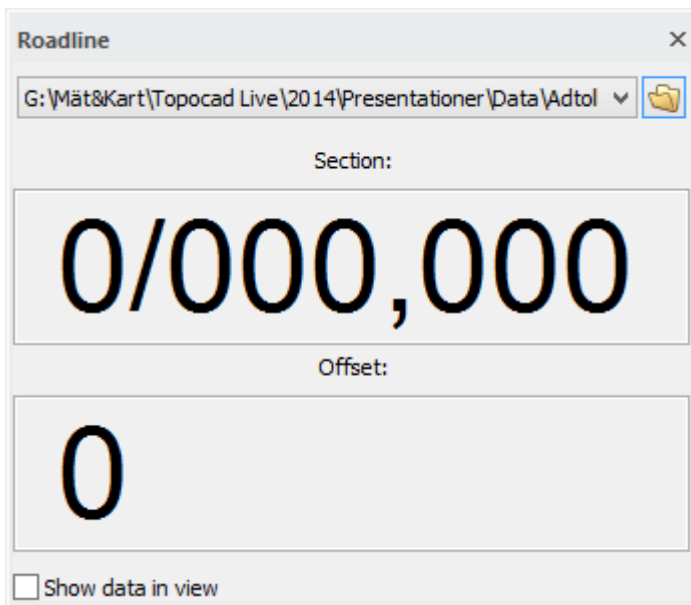 Roadline
G:\Mät&Kart\Topocad Live\2014\Presentationer\Data\Adtol
Section:
0/000,000
Offset:
0
Show data in view